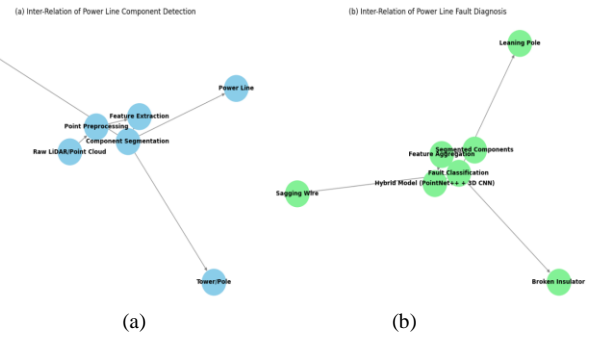 (a) Inter-Relation of Power Line Component Detection
(b) Inter-Relation of Power Line Fault Diagnosis
Power Line
Feature Extraction
Point Preprocessing
Component Segmentation
Raw LiDAR/Point Cloud
Tower/Pole
Leaning Pole
Segmented Components
Feature Aggregation
Fault Classification
Hybrid Model (PointNet++ + 3D CNN)
Sagging Wire
Broken Insulator
(a)
(b)